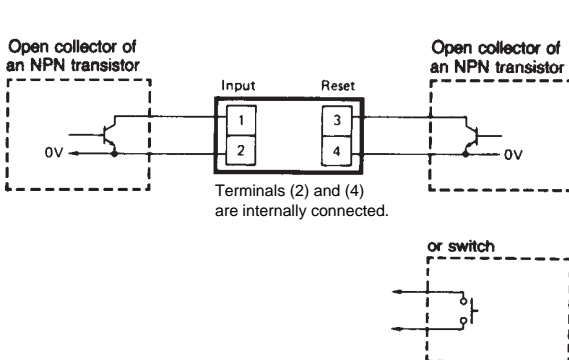 Open collector of
an NPN transistor
Open collector of
an NPN transistor
Input Reset
1 3
2 4
0V
0V
Terminals (2) and (4)
are internally connected.
or switch